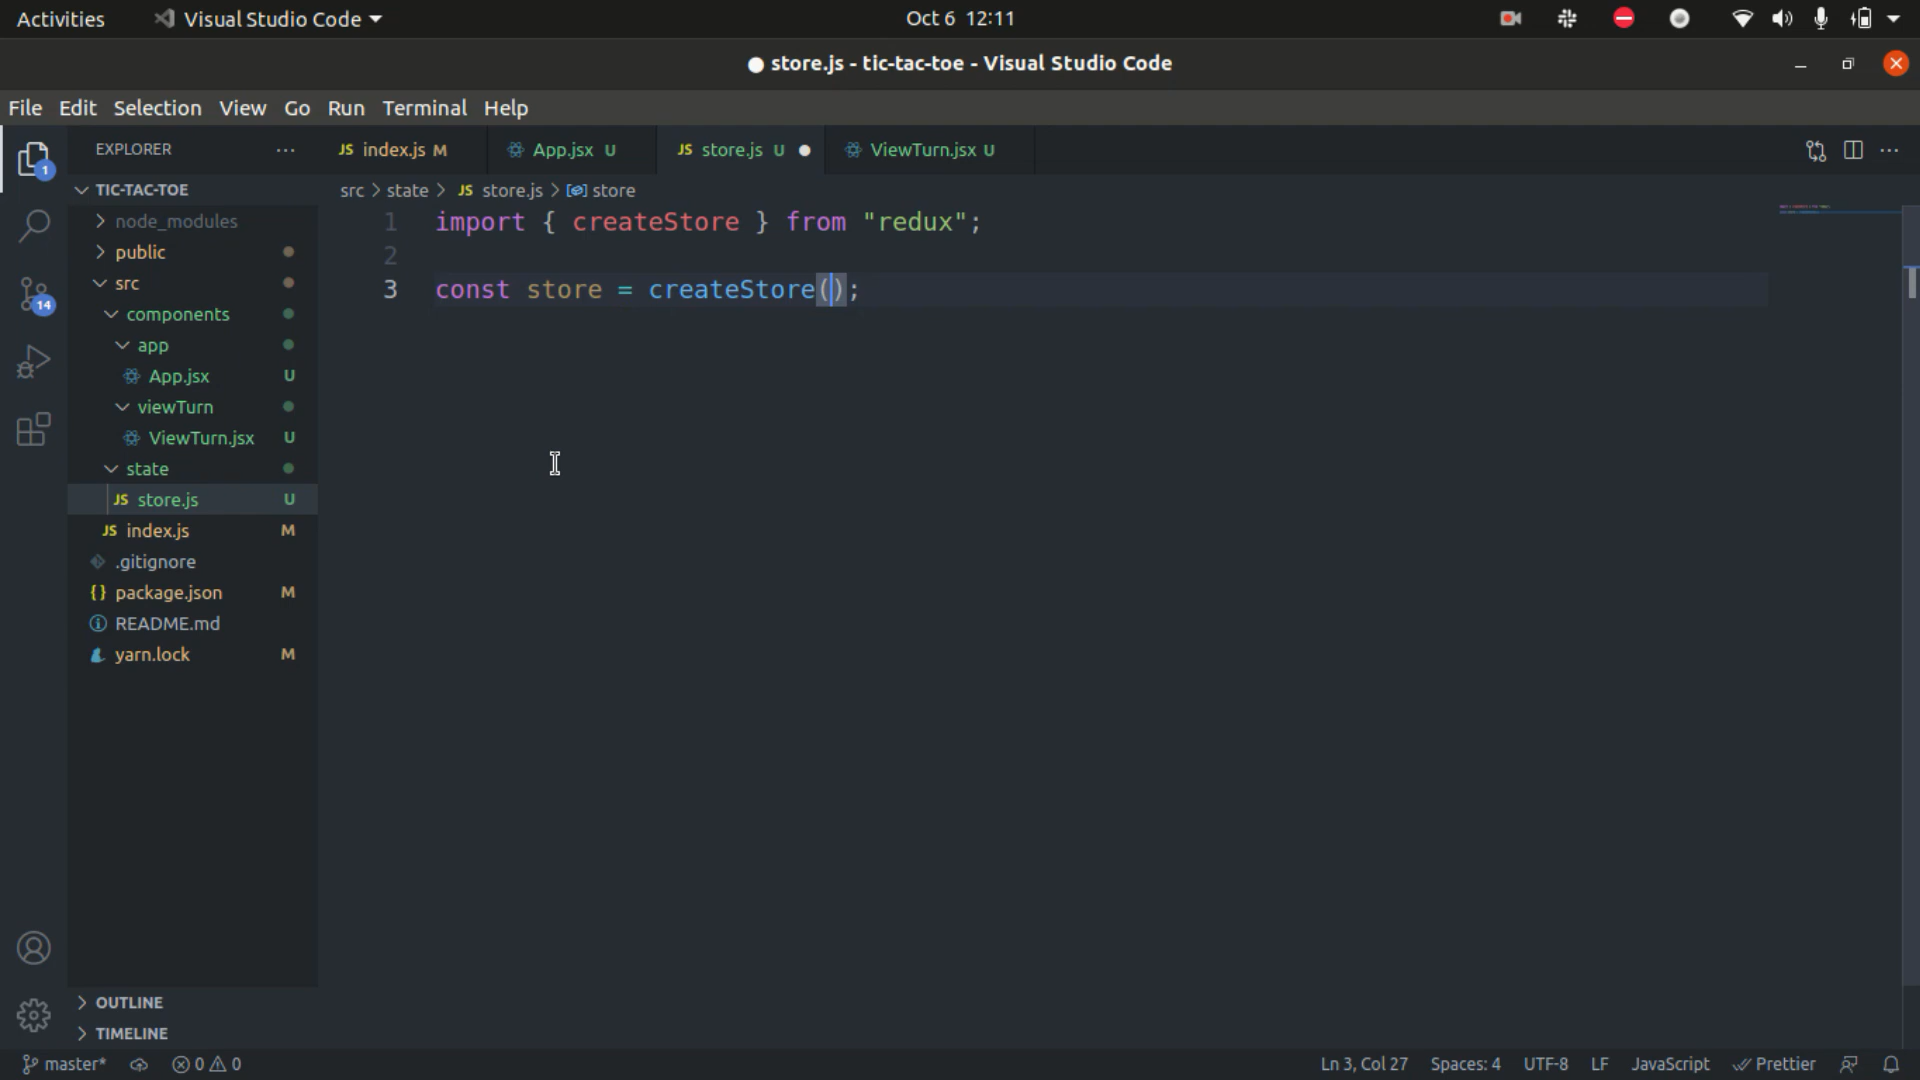 Activities Visual Studio Code Oct 6 12:11
store.js - tic-tac-toe - Visual Studio Code
File Edit Selection View Go Run Terminal Help
EXPLORER ··· JS index.js M App.jsx U JS store.js U ViewTurn.jsx U ···
TIC-TAC-TOE
src > state > JS store.js > store
node_modules
public
src
components
app
App.jsx U
viewTurn
ViewTurn.jsx U
state
JS store.js U
JS index.js M
.gitignore
{} package.json M
README.md
yarn.lock M
OUTLINE
TIMELINE
1
14
1 import { createStore } from "redux";
2
3 const store = createStore();
master* 0 0 Ln 3, Col 27 Spaces: 4 UTF-8 LF JavaScript Prettier